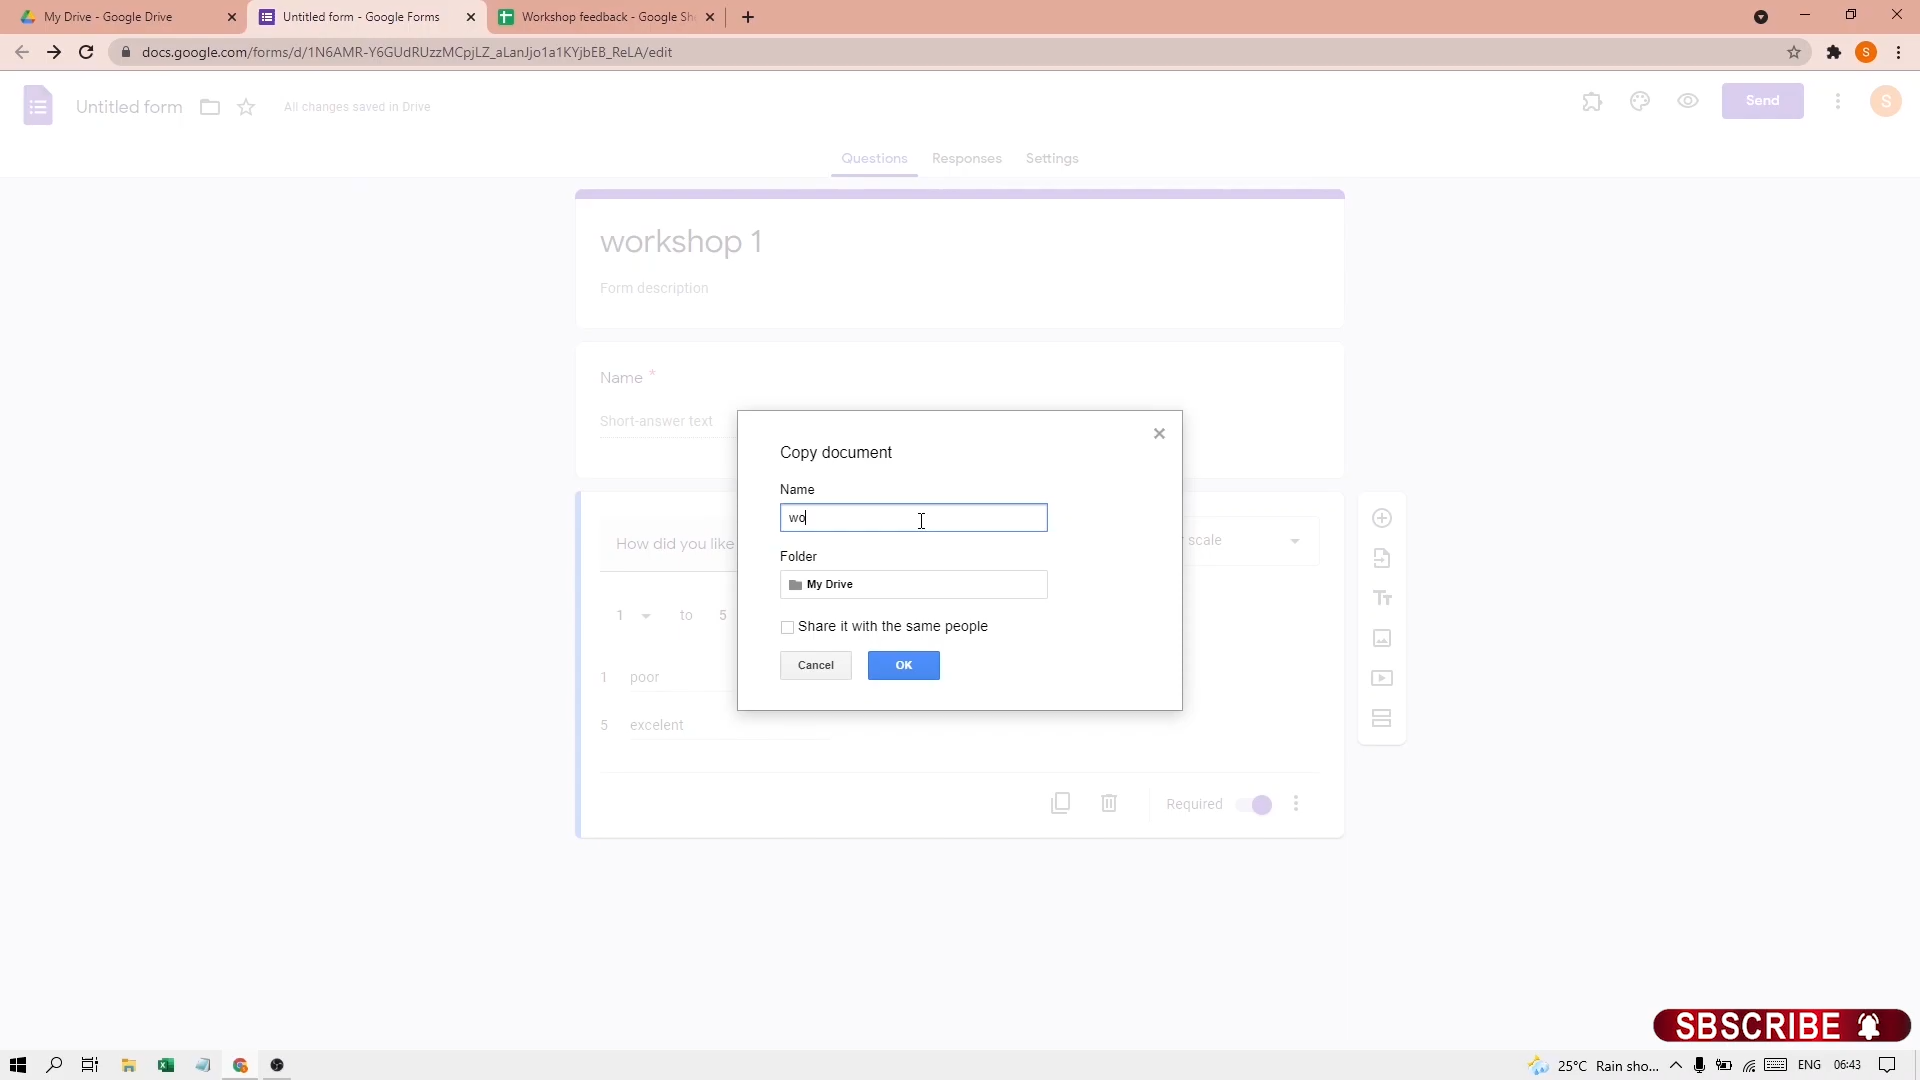 My Drive - Google Drive
Untitled form - Google Forms
Workshop feedback - Google She
docs.google.com/forms/d/1N6AMR-Y6GUdRUzzMCpjLZ_aLanJjo1a1KYjbEB_ReLA/edit
S
Untitled form
All changes saved in Drive
Send
S
Questions
Responses
Settings
workshop 1
Form description
Name *
Short-answer text
Copy document
Name
wo
Folder
My Drive
Share it with the same people
Cancel
OK
How did you like
scale
1 to 5
1 poor
5 excelent
Required
Tт
SBSCRIBE
25°C Rain sho...
ENG
06:43